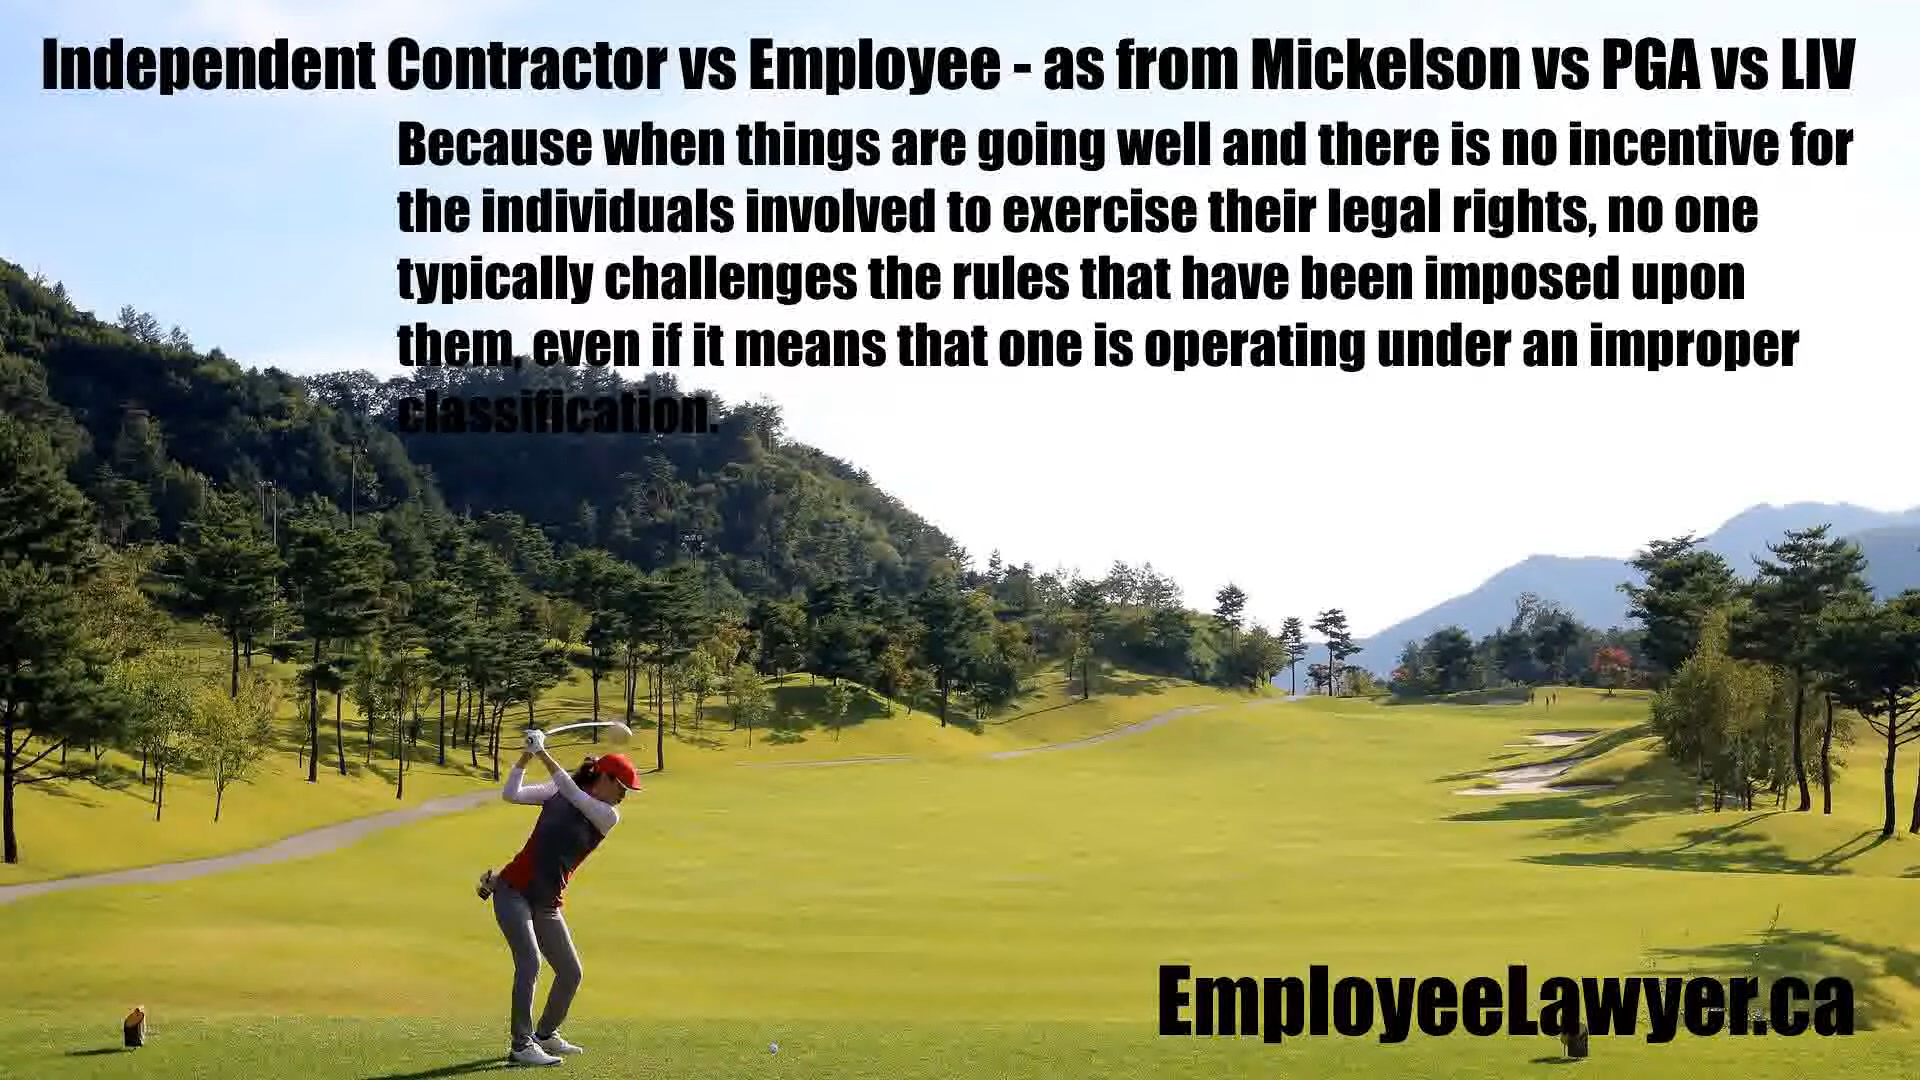 Independent Contractor vs Employee - as from Mickelson vs PGA vs LIV
Because when things are going well and there is no incentive for
the individuals involved to exercise their legal rights, no one
typically challenges the rules that have been imposed upon
them, even if it means that one is operating under an improper
classification.
EmployeeLawyer.ca